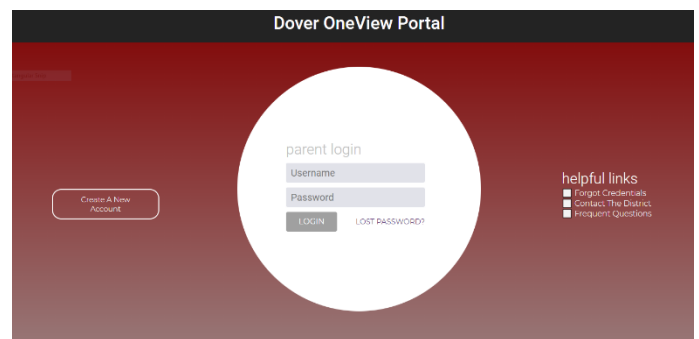 Dover OneView Portal
parent login
Username
Password
LOGIN
LOST PASSWORD?
Create A New
Account
helpful links
Forgot Credentials
Contact The District
Frequent Questions